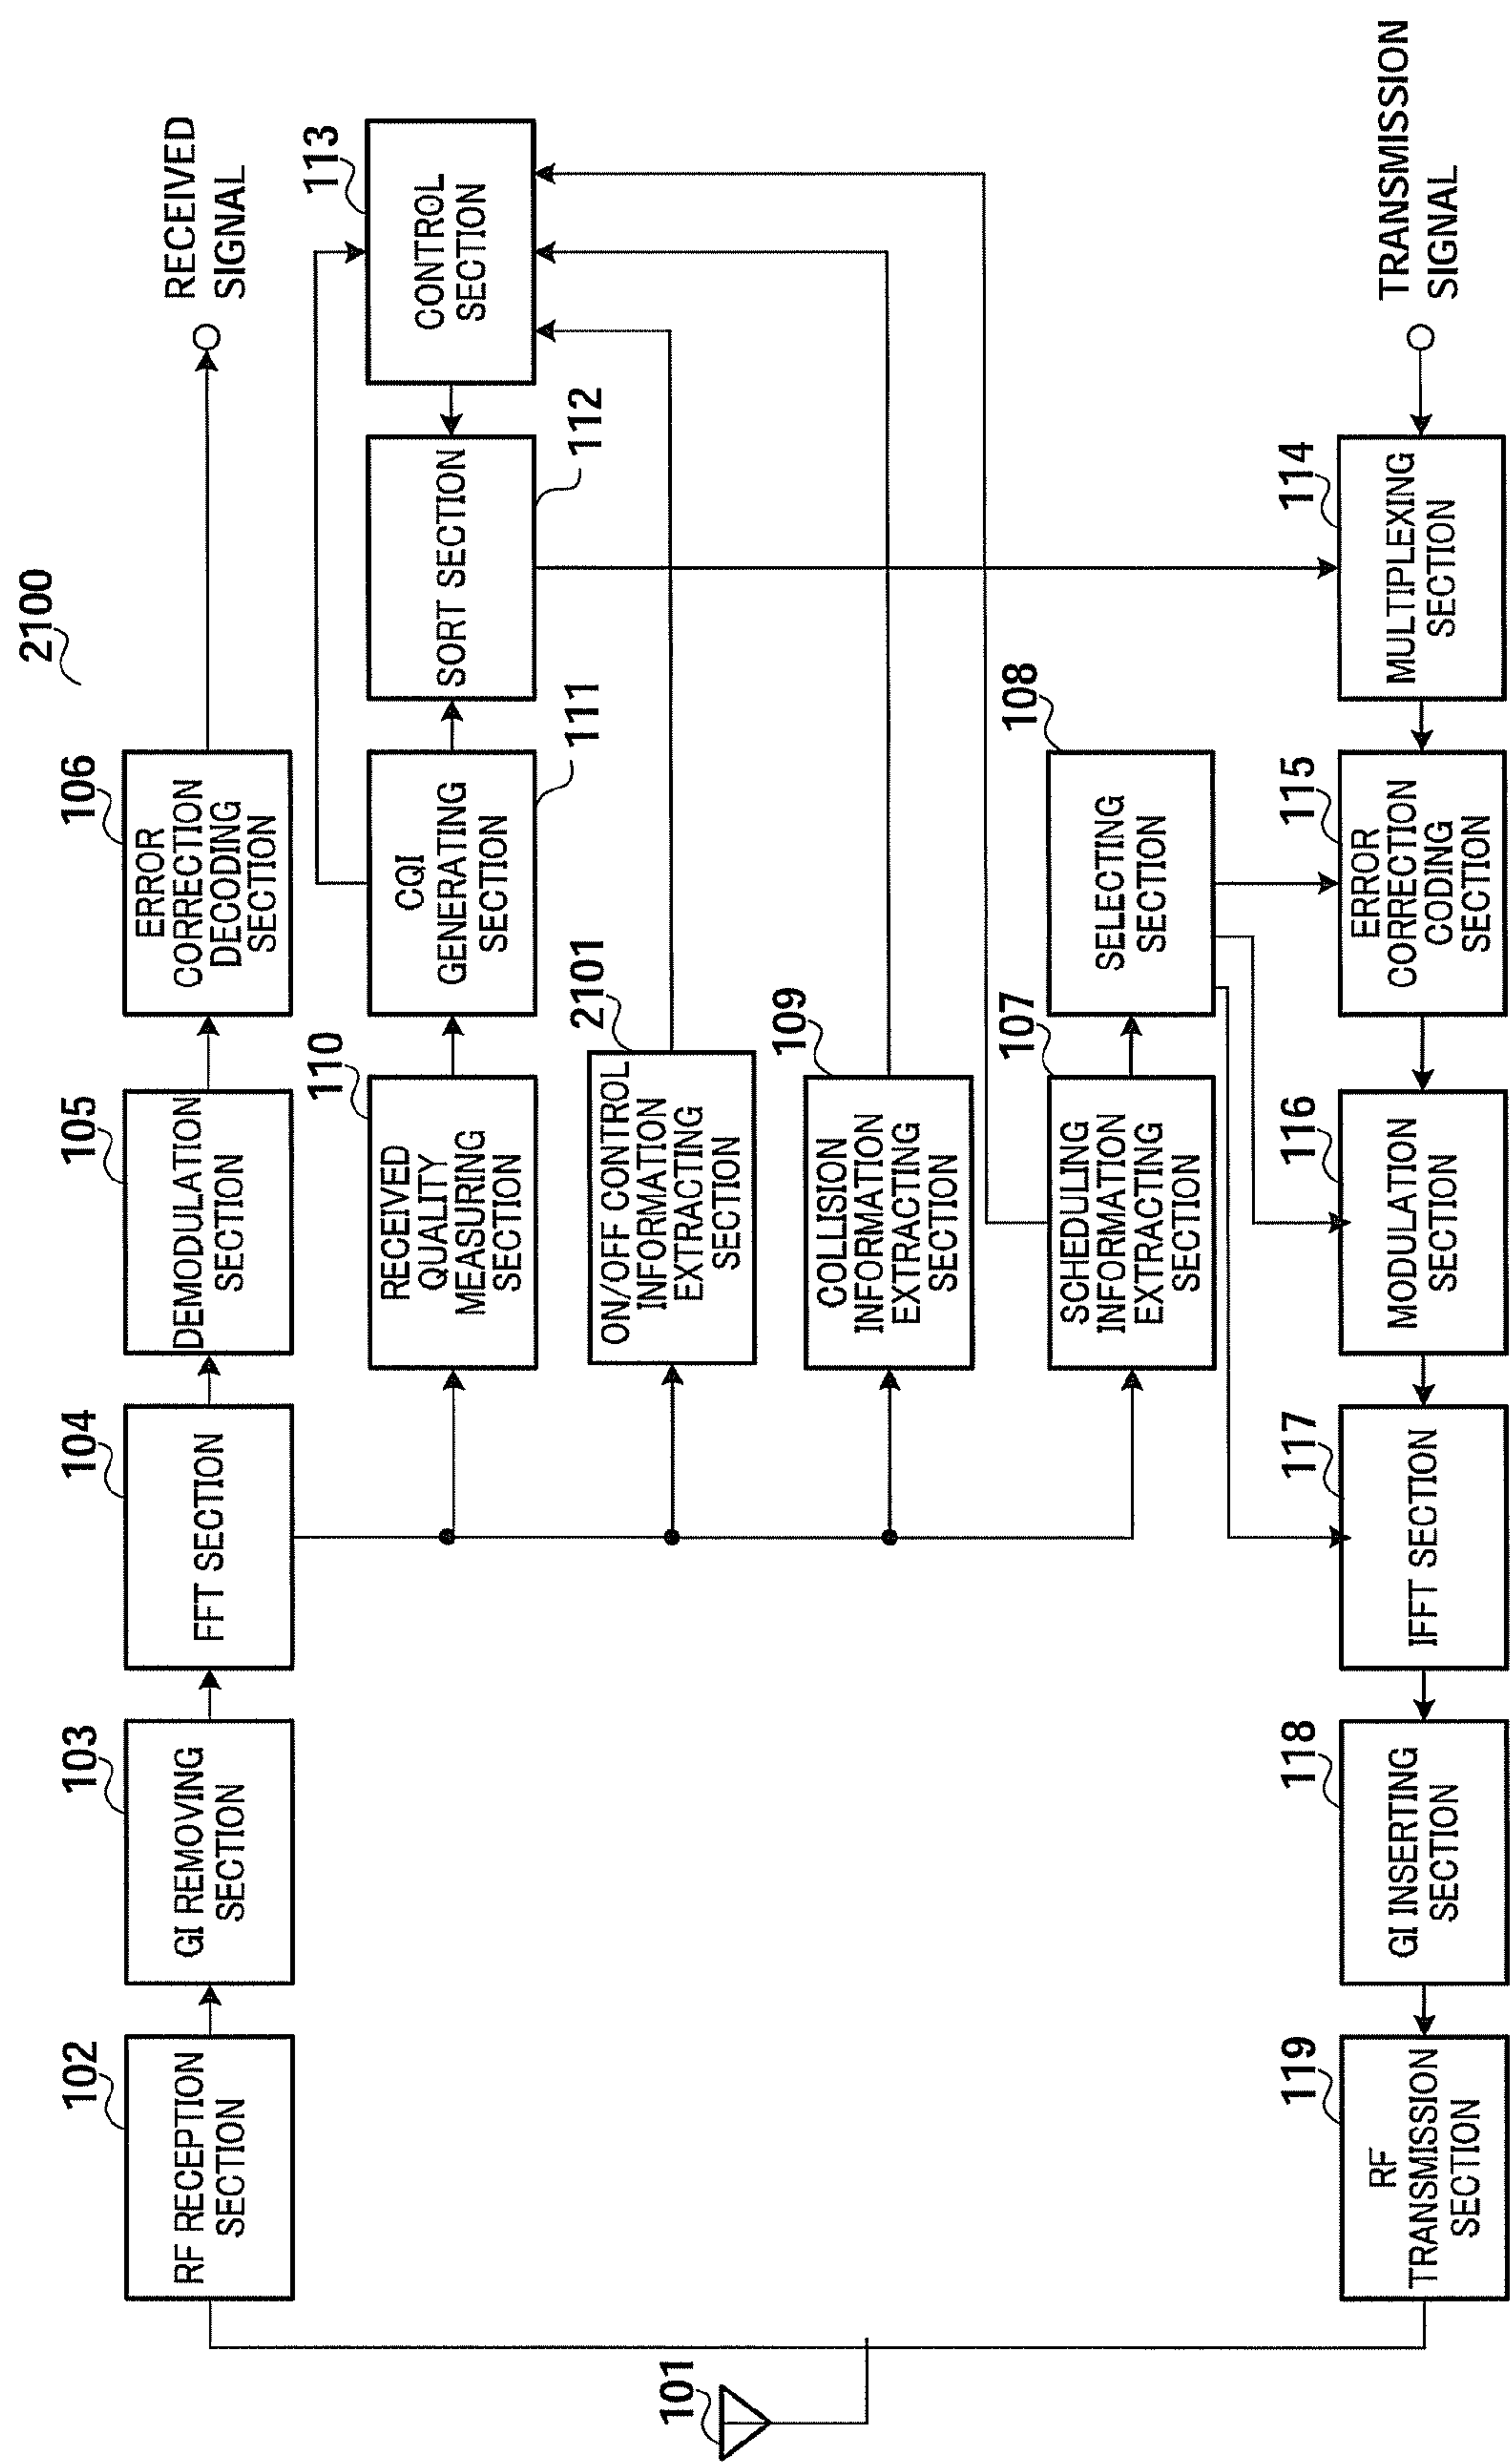 2100
102
RF RECEPTION
SECTION
103
GI REMOVING
SECTION
104
FFT SECTION
105
DEMODULATION
SECTION
106
ERROR
CORRECTION
DECODING
SECTION
RECEIVED
SIGNAL
110
RECEIVED
QUALITY
MEASURING
SECTION
CQI
GENERATING
SECTION
111
SORT SECTION
112
113
CONTROL
SECTION
2101
ON/OFF CONTROL
INFORMATION
EXTRACTING
SECTION
101
109
COLLISION
INFORMATION
EXTRACTING
SECTION
107
SCHEDULING
INFORMATION
EXTRACTING
SECTION
108
SELECTING
SECTION
119
RF
TRANSMISSION
SECTION
118
GI INSERTING
SECTION
117
IFFT SECTION
116
MODULATION
SECTION
115
ERROR
CORRECTION
CODING
SECTION
114
MULTIPLEXING
SECTION
TRANSMISSION
SIGNAL